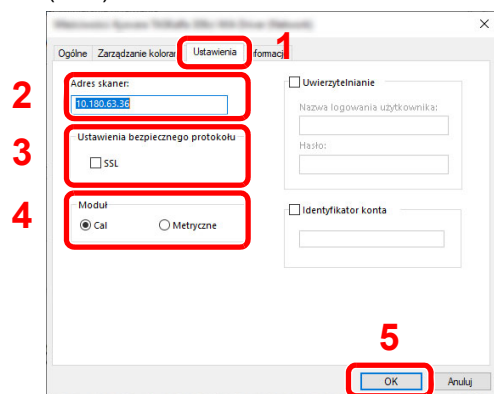 Ogólne Zarządzanie kolorar Ustawienia formacj
1
Adres skaner:
2
10.180.63.36
Ustawienia bezpiecznego protokołu
3
SSL
4
Moduł
Cal Metryczne
Uwierzytelnianie
Nazwa logowania użytkownika:
Hasło:
Identyfikator konta
5
OK Anuluj